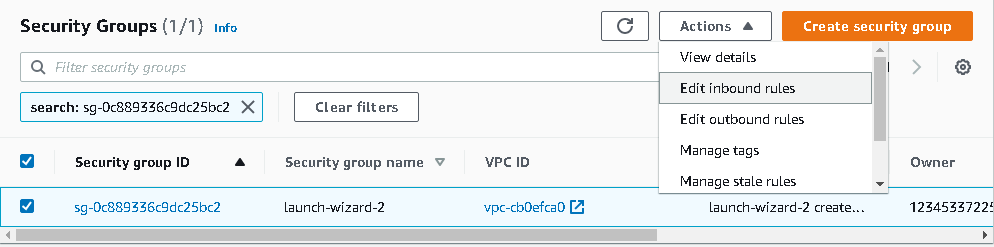 Security Groups (1/1) Info
Actions
Create security group
View details
Filter security groups
Edit inbound rules
search: sg-0c889336c9dc25bc2
Clear filters
Edit outbound rules
Manage tags
Manage stale rules
Security group ID Security group name VPC ID Owner
sg-0c889336c9dc25bc2 launch-wizard-2 vpc-cb0efca0 launch-wizard-2 create... 12345337225